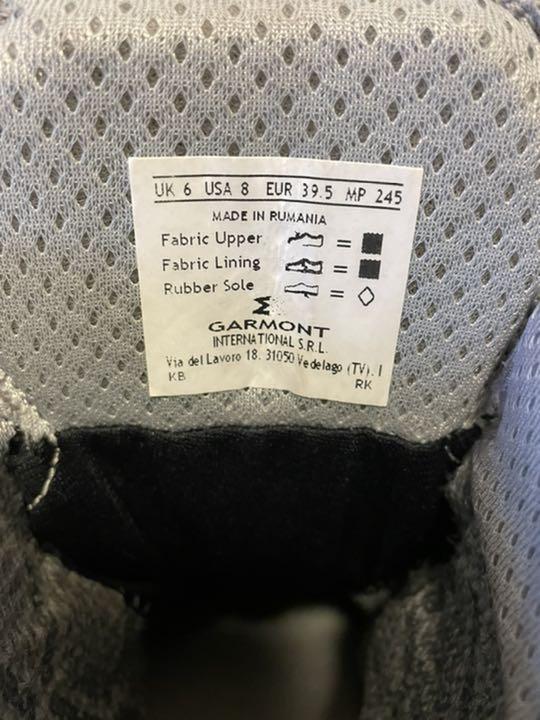 UK 6 USA 8 EUR 39.5 MP 245
MADE IN RUMANIA
Fabric Upper =
Fabric Lining =
Rubber Sole =
GARMONT
INTERNATIONAL S.R.L.
Via del Lavoro 18. 31050 Vedelago (TV). I
KB RK